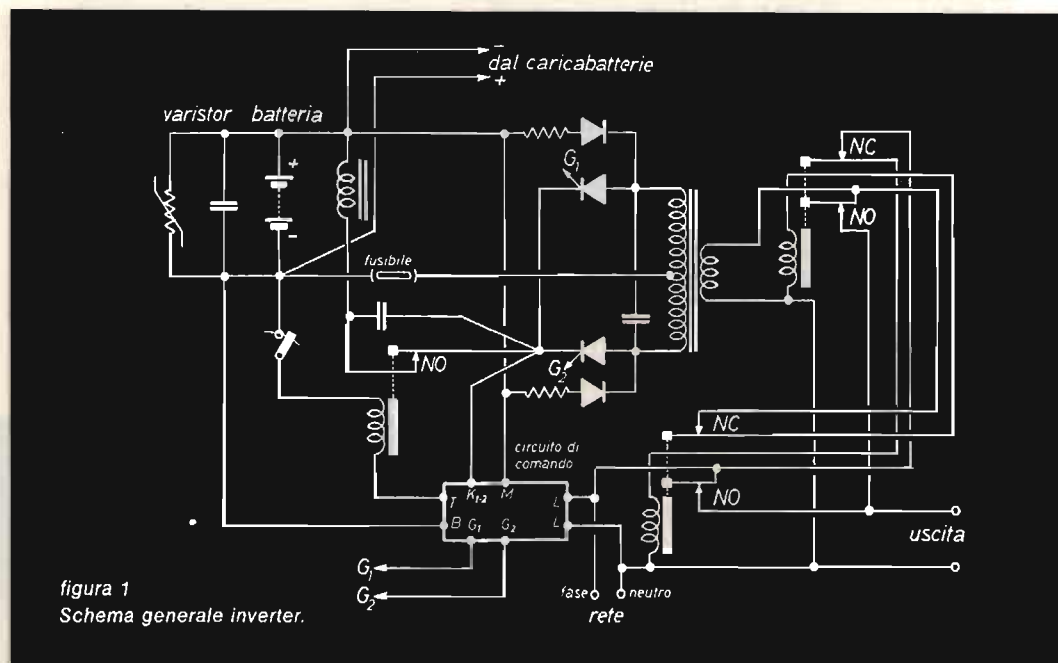 −
dal caricabatterie
+
varistor batteria
+
−
G₁
NC
NO
fusibile
NO
G₂
NC
NO
circuito di
comando
K₁₋₂ M
T L
B G₁ G₂ L
uscita
G₁
G₂
fase neutro
rete
figura 1
Schema generale inverter.